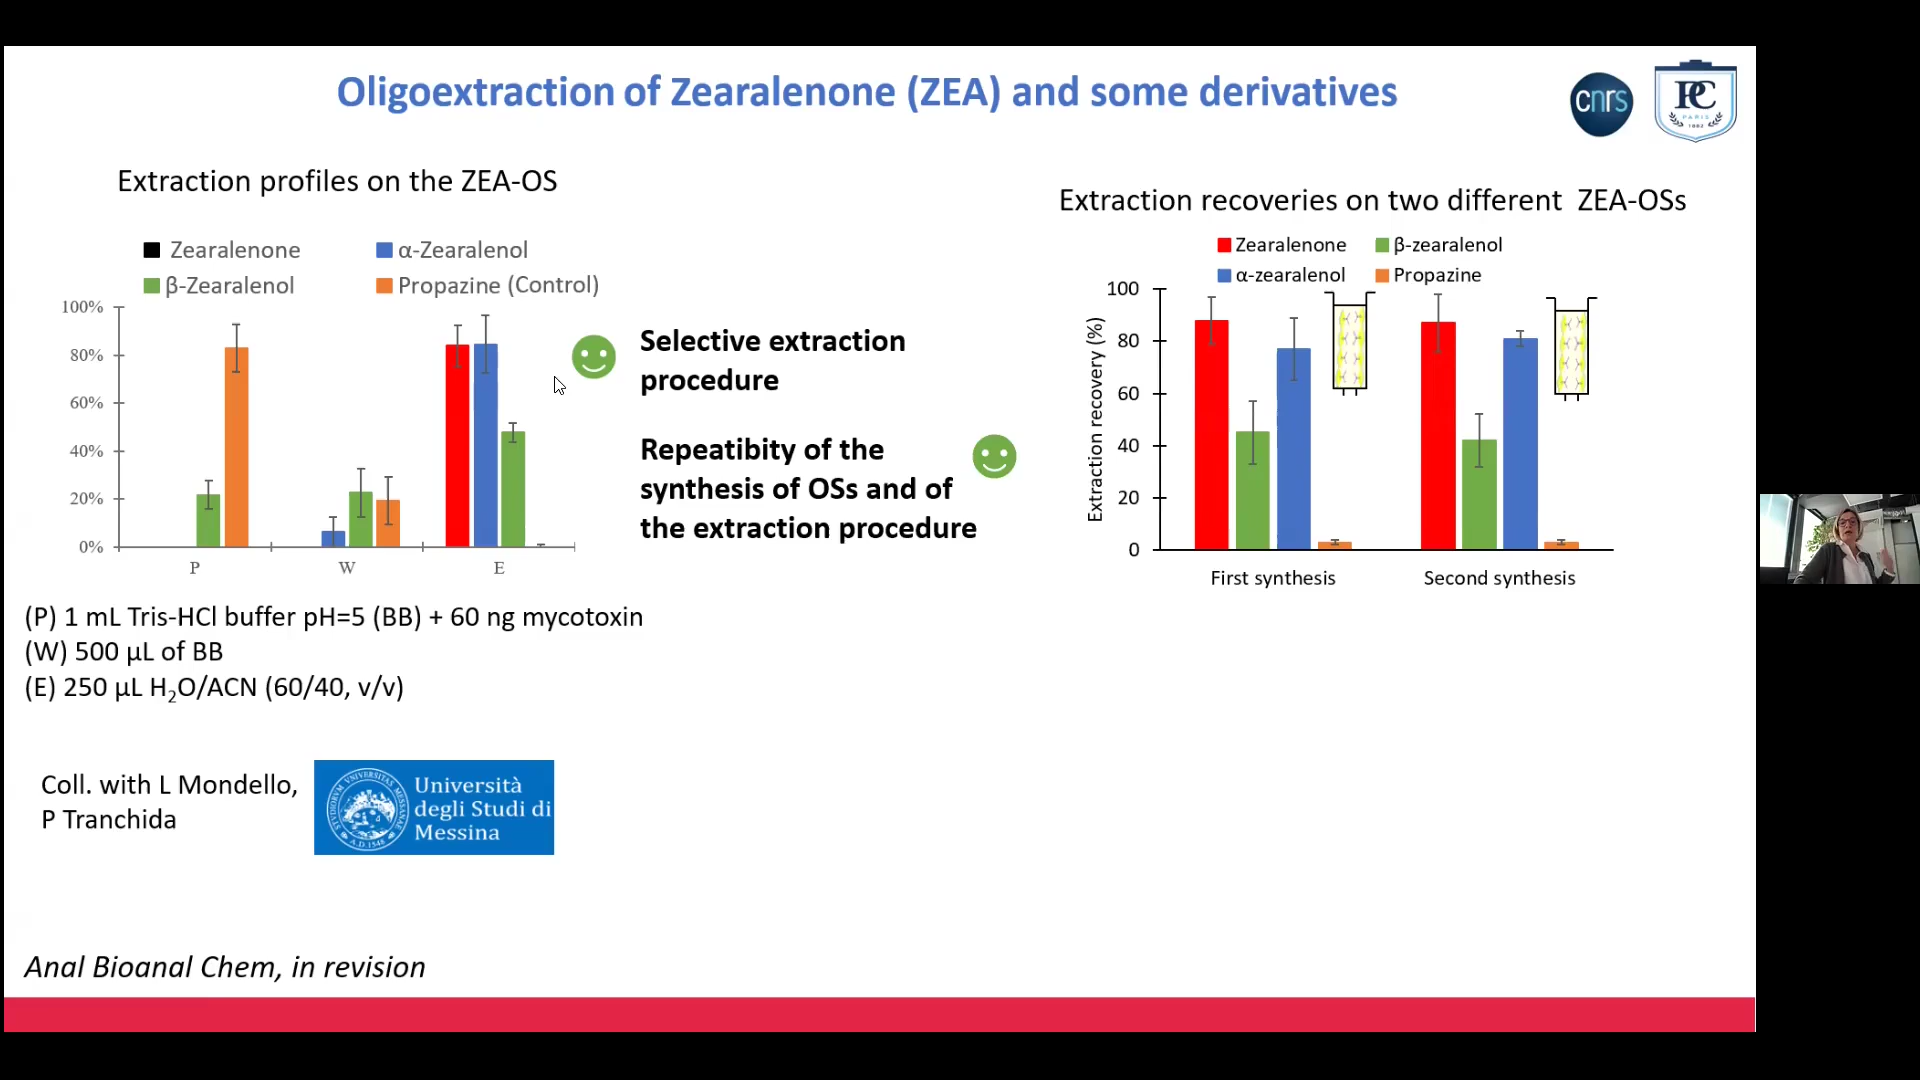 Oligoextraction of Zearalenone (ZEA) and some derivatives
cnrs
PC
PARIS
1882
Extraction profiles on the ZEA-OS
Zearalenone
α-Zearalenol
β-Zearalenol
Propazine (Control)
100%
80%
60%
40%
20%
0%
P
W
E
Selective extraction
procedure
Repeatibity of the
synthesis of OSs and of
the extraction procedure
Extraction recoveries on two different ZEA-OSs
Zearalenone
β-zearalenol
α-zearalenol
Propazine
Extraction recovery (%)
100
80
60
40
20
0
First synthesis
Second synthesis
(P) 1 mL Tris-HCl buffer pH=5 (BB) + 60 ng mycotoxin
(W) 500 µL of BB
(E) 250 µL H₂O/ACN (60/40, v/v)
Coll. with L Mondello,
P Tranchida
Università
degli Studi di
Messina
A.D. 1548
Anal Bioanal Chem, in revision